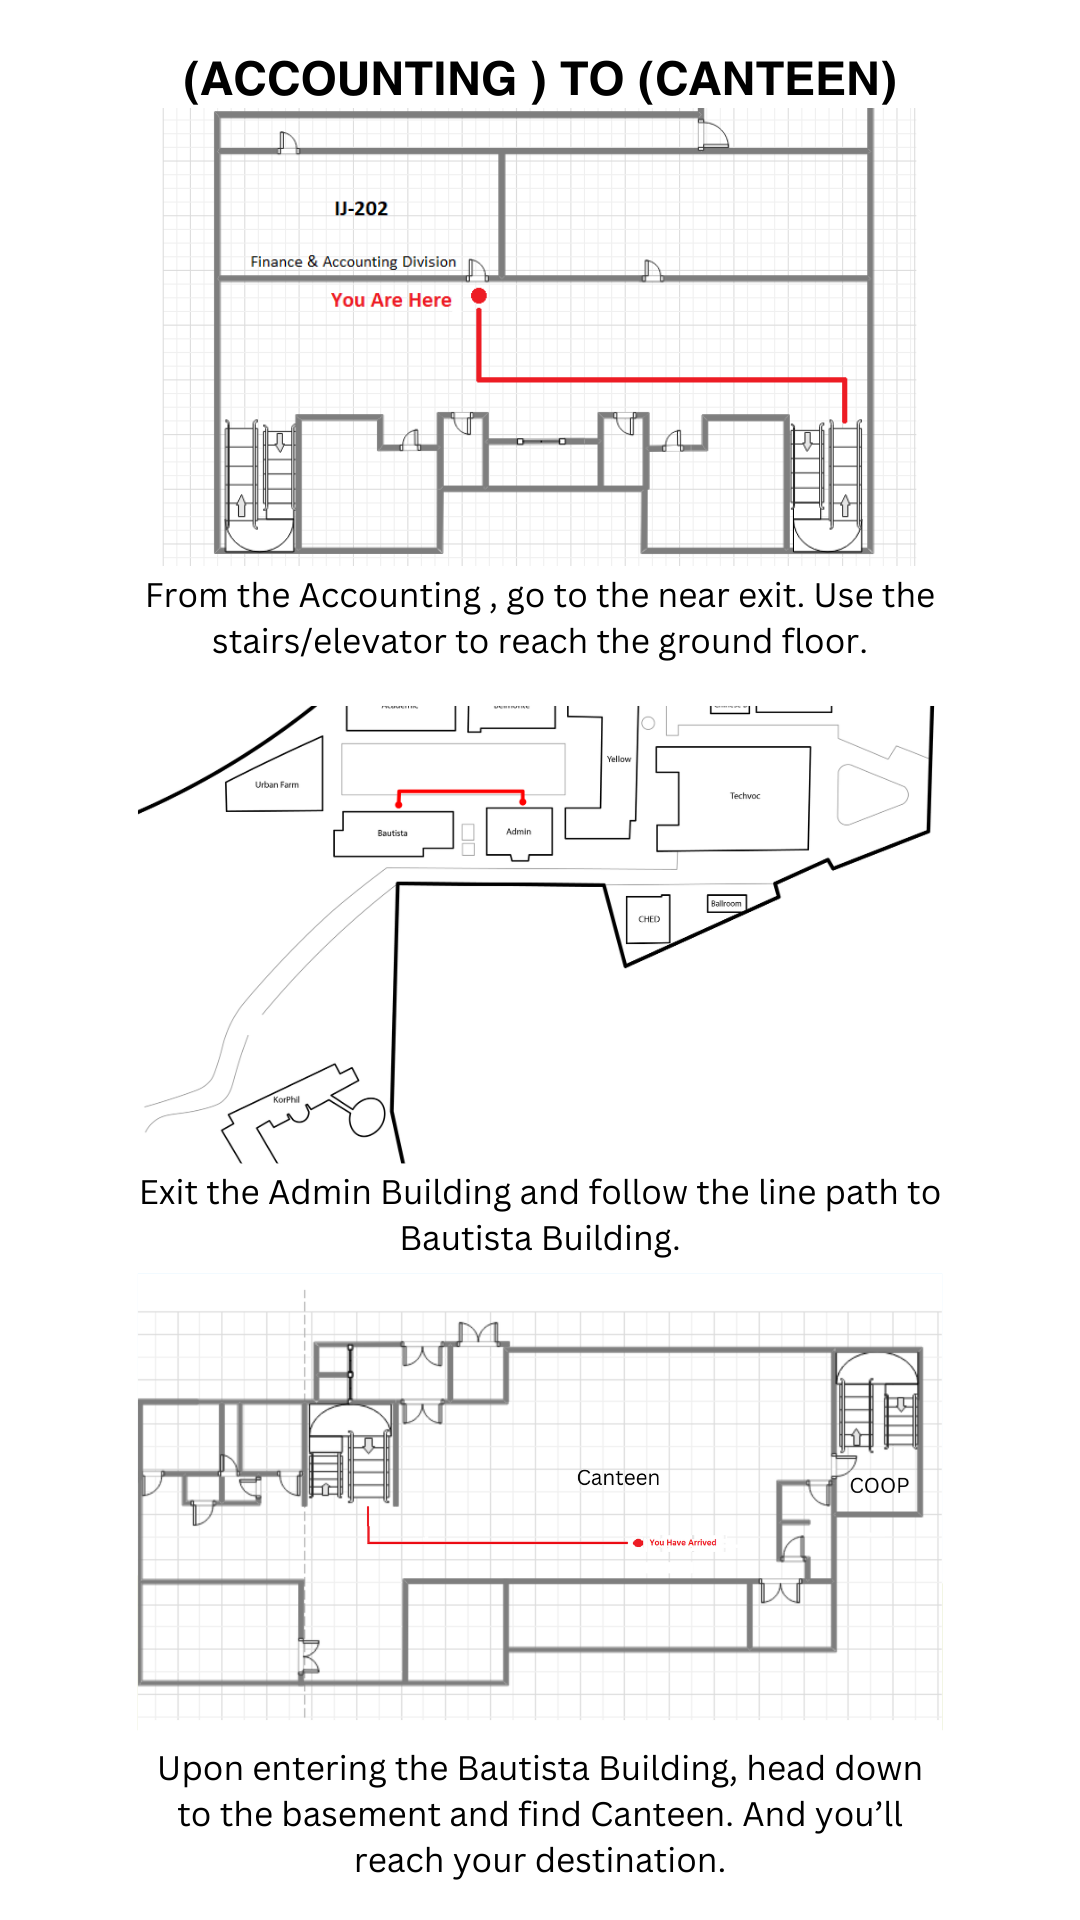 (ACCOUNTING ) TO (CANTEEN)
IJ-202
Finance & Accounting Division
You Are Here
From the Accounting , go to the near exit. Use the
stairs/elevator to reach the ground floor.
Academic
Belmonte
Yellow
Urban Farm
Techvoc
Bautista
Admin
Ballroom
CHED
KorPhil
Exit the Admin Building and follow the line path to
Bautista Building.
Canteen
COOP
You Have Arrived
Upon entering the Bautista Building, head down
to the basement and find Canteen. And you’ll
reach your destination.